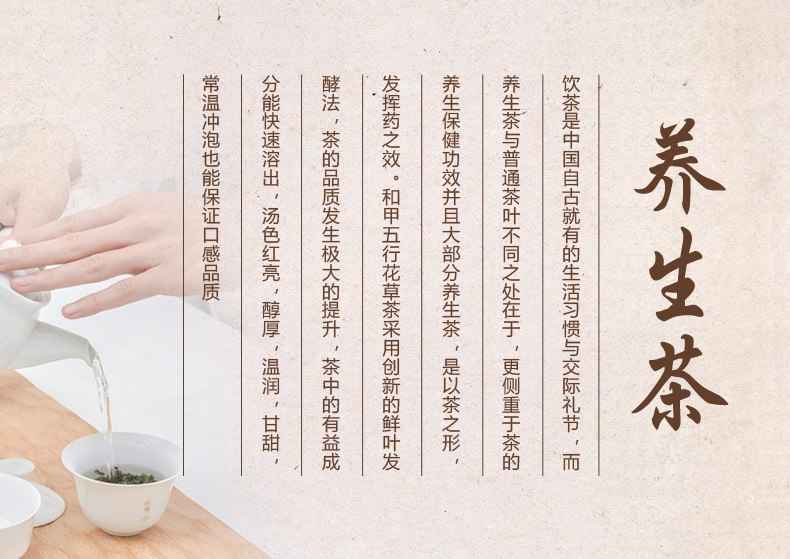 养生茶
饮茶是中国自古就有的生活习惯与交际礼节，而
养生茶与普通茶叶不同之处在于，更侧重于茶的
养生保健功效并且大部分养生茶，是以茶之形，
发挥药之效。和甲五行花草茶采用创新的鲜叶发
酵法，茶的品质发生极大的提升，茶中的有益成
分能快速溶出，汤色红亮，醇厚，温润，甘甜，
常温冲泡也能保证口感品质